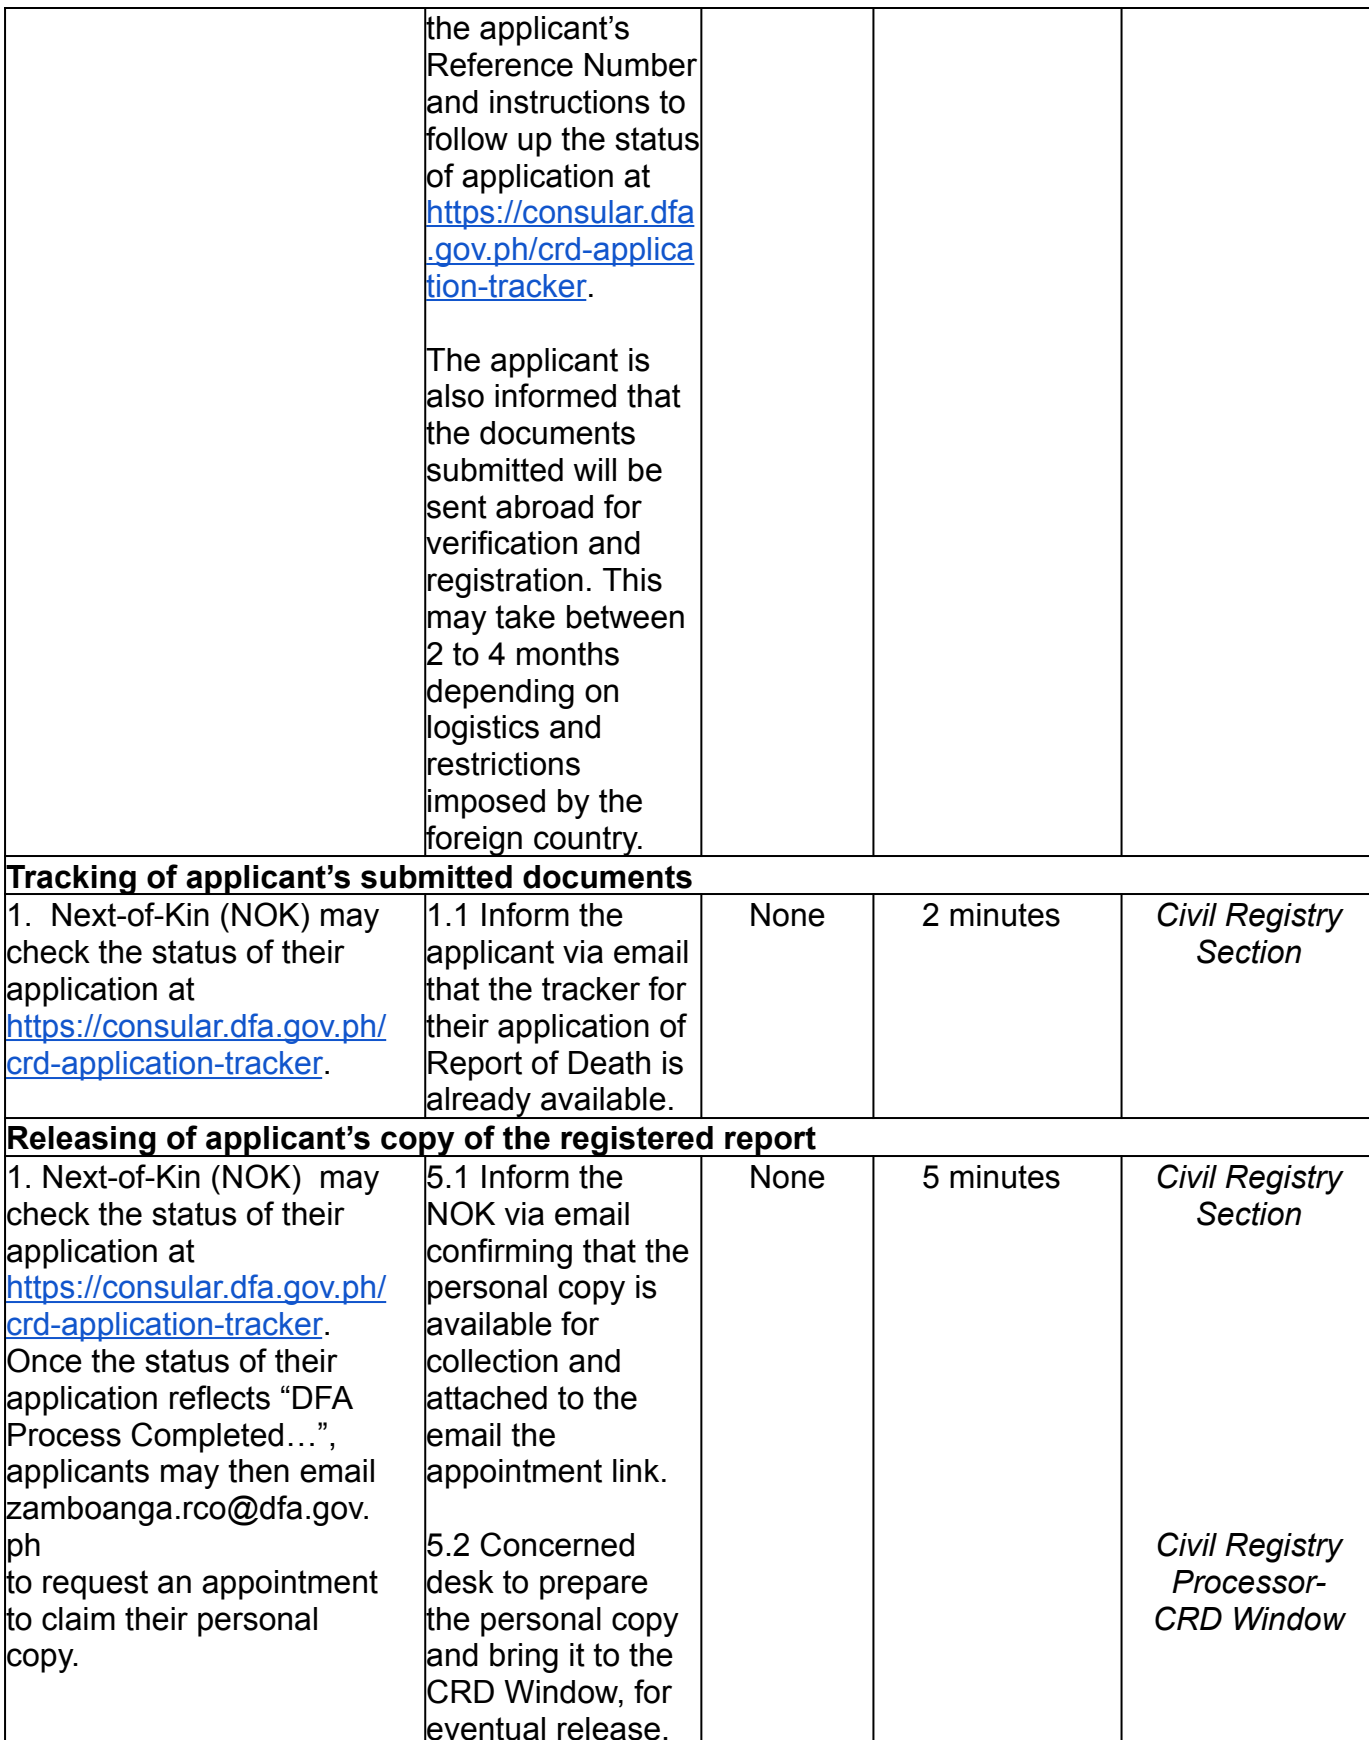 the applicant’s
Reference Number
and instructions to
follow up the status
of application at
https://consular.dfa
.gov.ph/crd-applica
tion-tracker.
The applicant is
also informed that
the documents
submitted will be
sent abroad for
verification and
registration. This
may take between
2 to 4 months
depending on
logistics and
restrictions
imposed by the
foreign country.
Tracking of applicant’s submitted documents
1. Next-of-Kin (NOK) may
check the status of their
application at
https://consular.dfa.gov.ph/
crd-application-tracker.
1.1 Inform the
applicant via email
that the tracker for
their application of
Report of Death is
already available.
None
2 minutes
Civil Registry
Section
Releasing of applicant’s copy of the registered report
1. Next-of-Kin (NOK) may
check the status of their
application at
https://consular.dfa.gov.ph/
crd-application-tracker.
Once the status of their
application reflects “DFA
Process Completed…”,
applicants may then email
zamboanga.rco@dfa.gov.
ph
to request an appointment
to claim their personal
copy.
5.1 Inform the
NOK via email
confirming that the
personal copy is
available for
collection and
attached to the
email the
appointment link.
5.2 Concerned
desk to prepare
the personal copy
and bring it to the
CRD Window, for
eventual release.
None
5 minutes
Civil Registry
Section
Civil Registry
Processor-
CRD Window